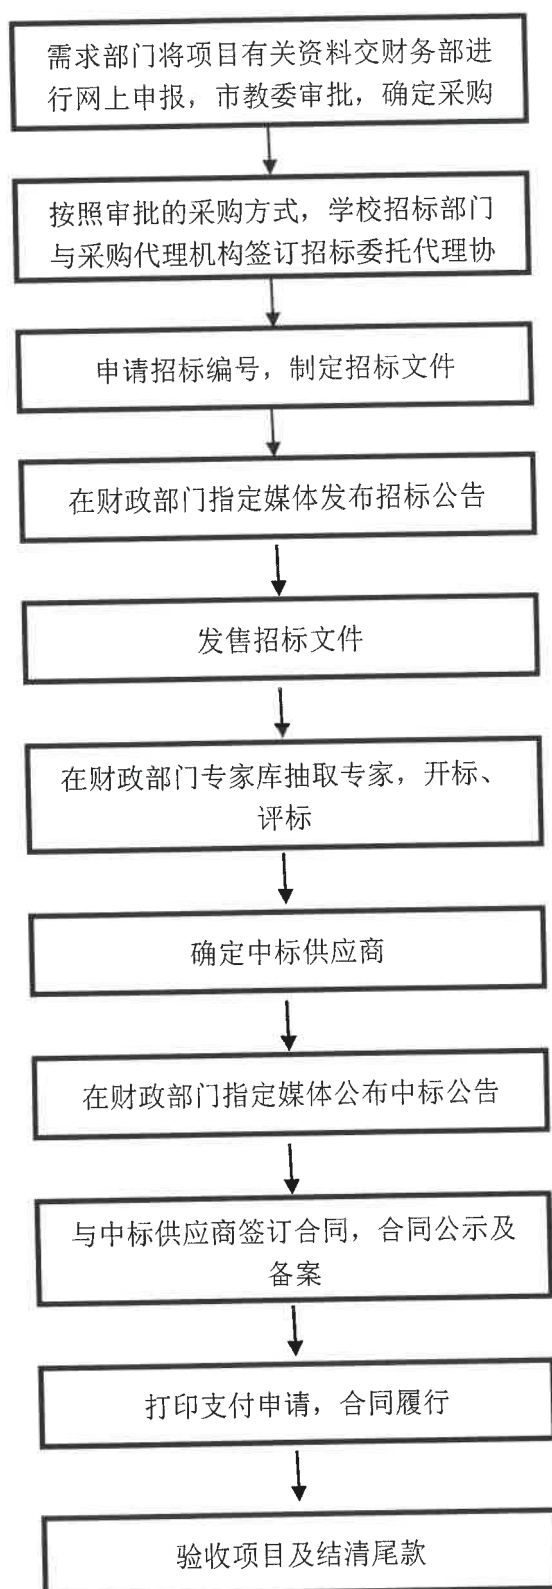 需求部门将项目有关资料交财务部进
行网上申报，市教委审批，确定采购
按照审批的采购方式，学校招标部门
与采购代理机构签订招标委托代理协
申请招标编号，制定招标文件
在财政部门指定媒体发布招标公告
发售招标文件
在财政部门专家库抽取专家，开标、
评标
确定中标供应商
在财政部门指定媒体公布中标公告
与中标供应商签订合同，合同公示及
备案
打印支付申请，合同履行
验收项目及结清尾款